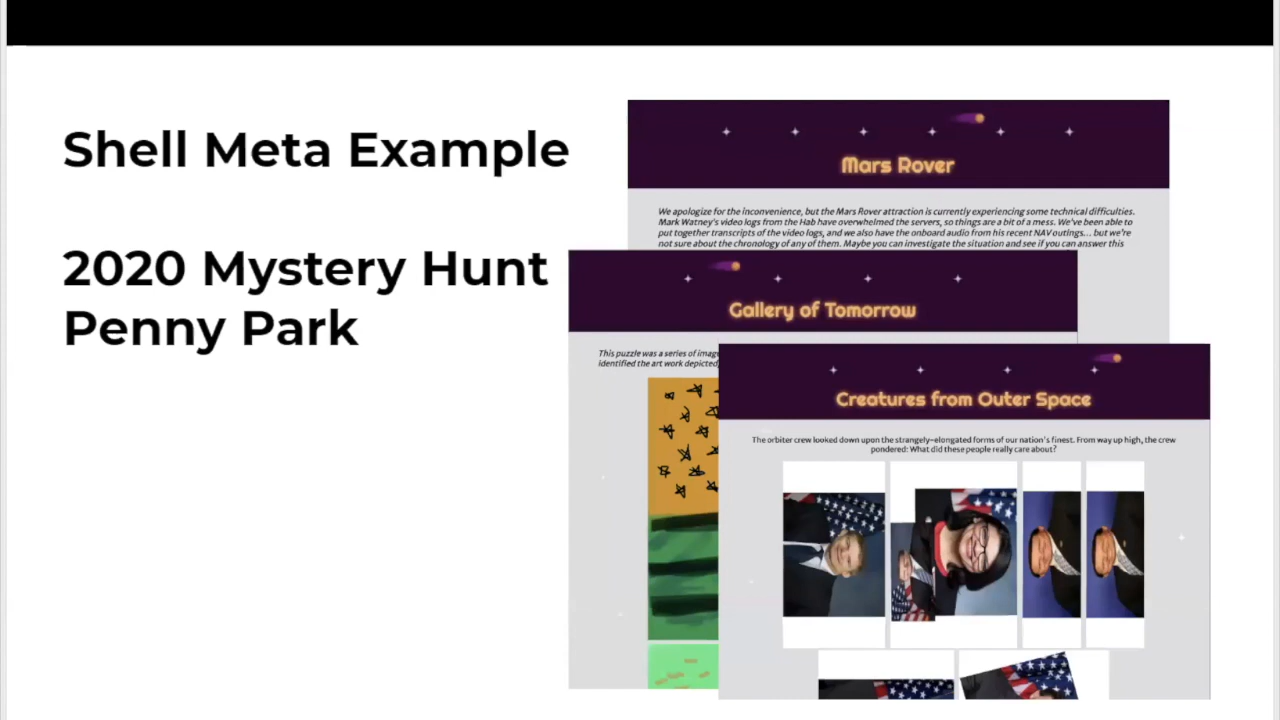 Shell Meta Example
2020 Mystery Hunt
Penny Park
Mars Rover
We apologize for the inconvenience, but the Mars Rover attraction is currently experiencing some technical difficulties.
Mark Watney's video logs from the Hab have overwhelmed the servers, so things are a bit of a mess. We've been able to
put together transcripts of the video logs, and we also have the onboard audio from his recent NAV outings... but we're
not sure about the chronology of any of them. Maybe you can investigate the situation and see if you can answer this
Gallery of Tomorrow
This puzzle was a series of
identified the art work depicted,
Creatures from Outer Space
The orbiter crew looked down upon the strangely-elongated forms of our nation's finest. From way up high, the crew
pondered: What did these people really care about?